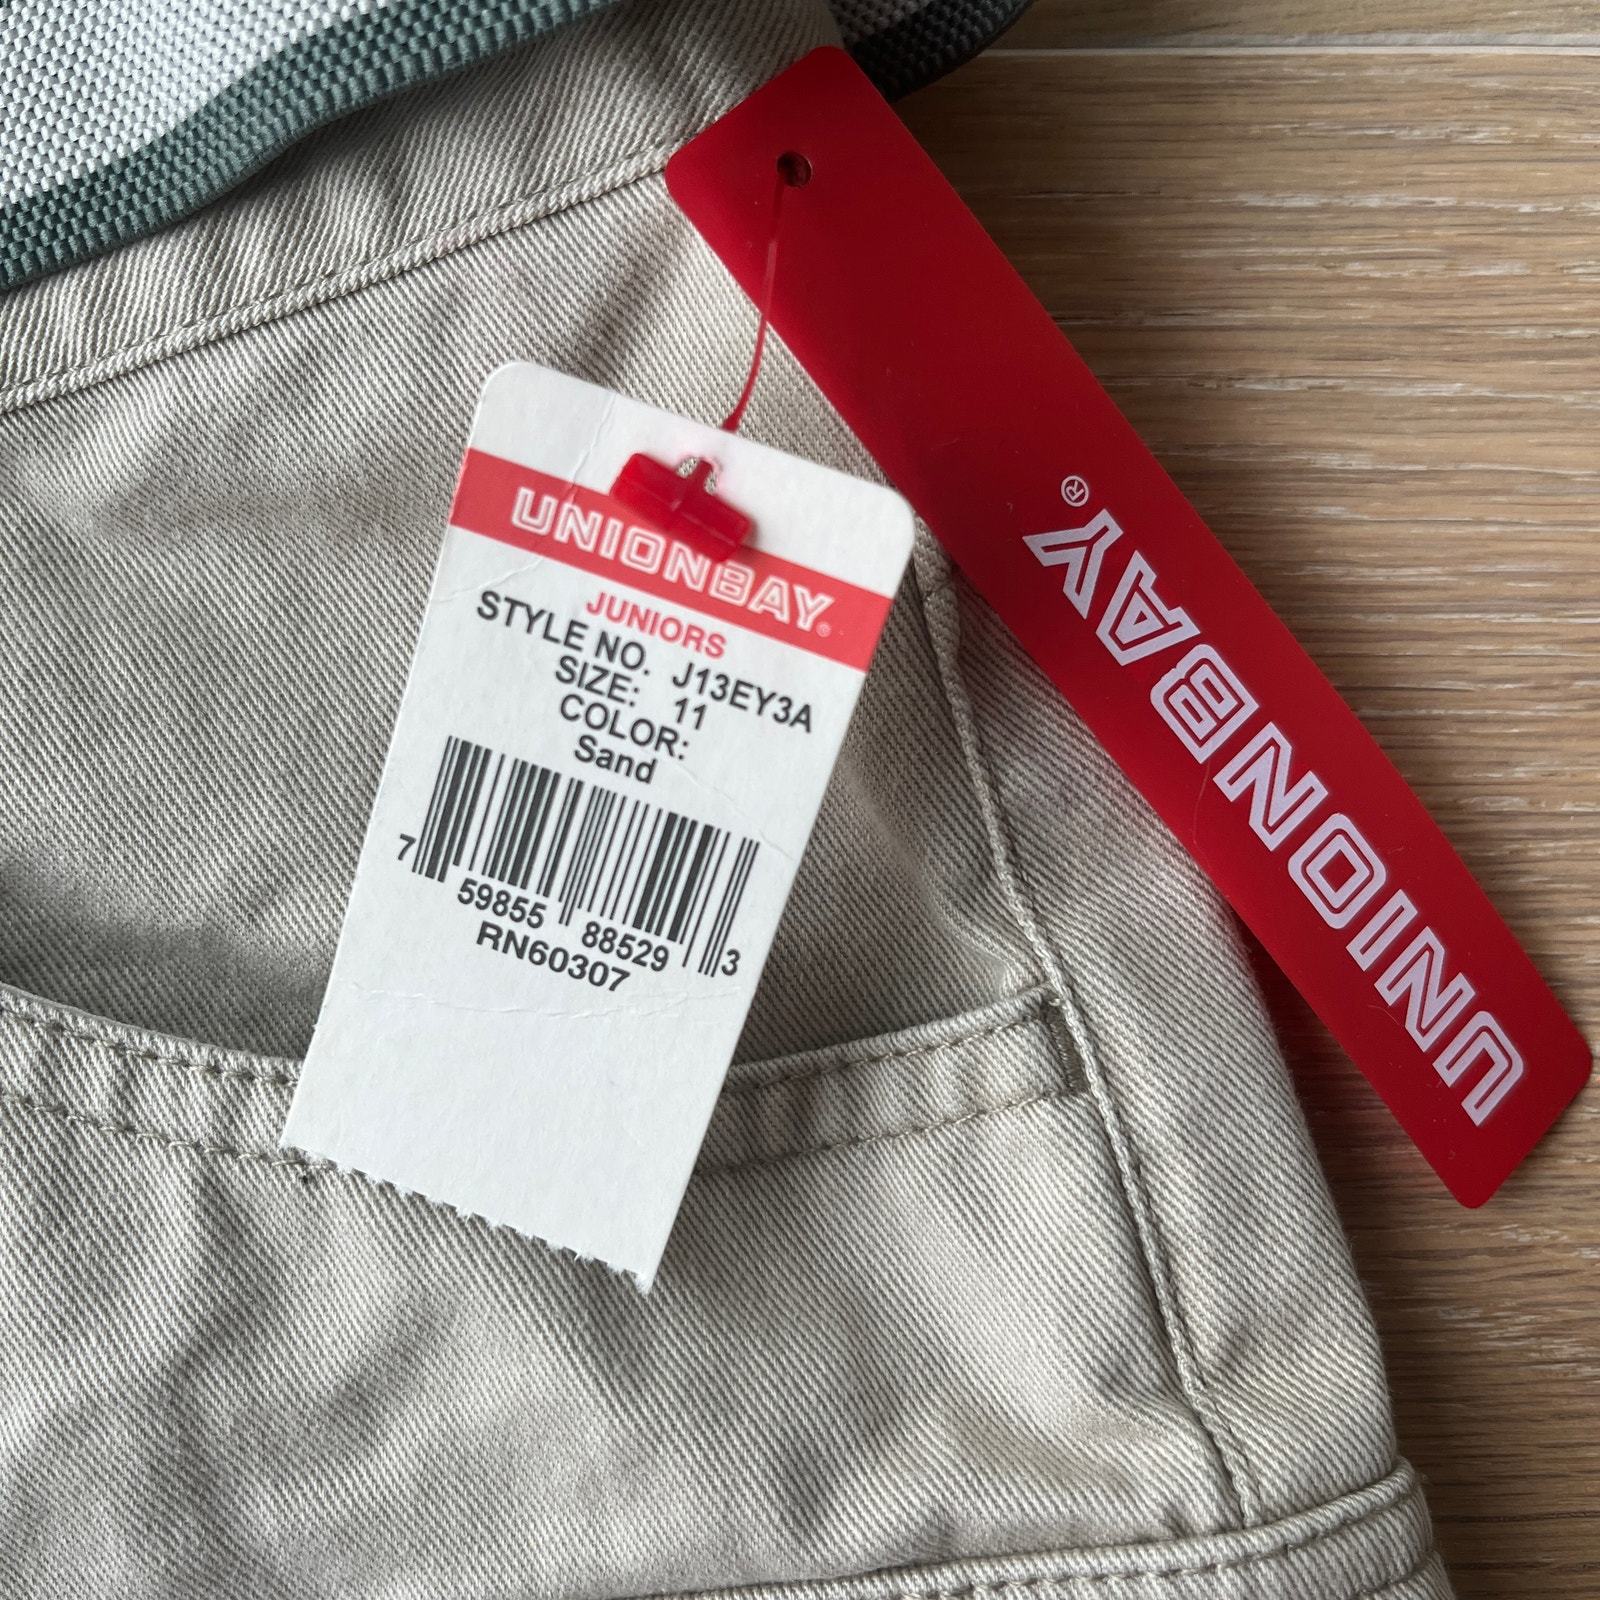 UNIONBAY®
UNIONBAY®
JUNIORS
STYLE NO. J13EY3A
SIZE: 11
COLOR:
Sand
7 59855 88529 3
RN60307